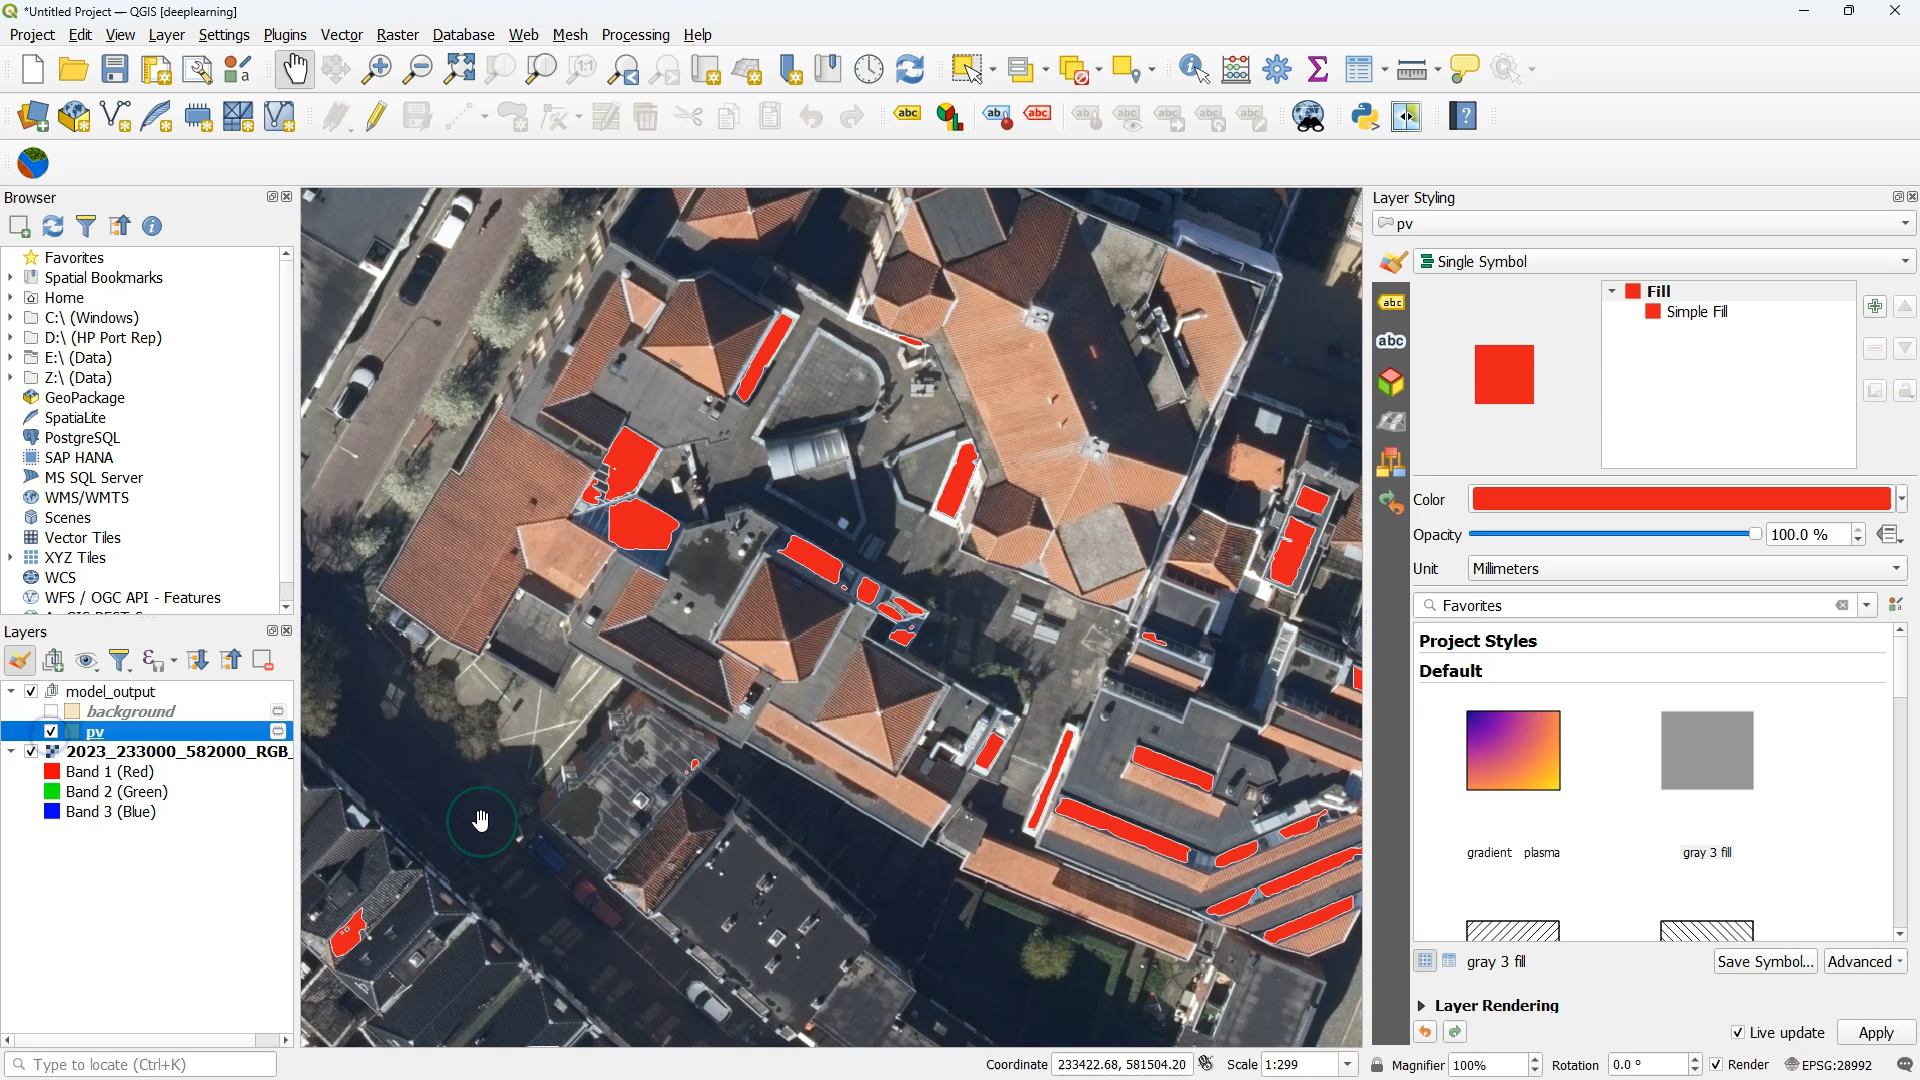 *Untitled Project — QGIS [deeplearning]
Project Edit View Layer Settings Plugins Vector Raster Database Web Mesh Processing Help
abc abc
Browser
Favorites
Spatial Bookmarks
Home
C:\ (Windows)
D:\ (HP Port Rep)
E:\ (Data)
Z:\ (Data)
GeoPackage
SpatiaLite
PostgreSQL
SAP HANA
MS SQL Server
WMS/WMTS
Scenes
Vector Tiles
XYZ Tiles
WCS
WFS / OGC API - Features
Layers
model_output
background
pv
2023_233000_582000_RGB
Band 1 (Red)
Band 2 (Green)
Band 3 (Blue)
Type to locate (Ctrl+K)
Layer Styling
pv
Single Symbol
abc
abc
Fill
Simple Fill
Color
Opacity 100.0 %
Unit Millimeters
Favorites
Project Styles
Default
gradient plasma
gray 3 fill
gray 3 fill
Save Symbol... Advanced
Layer Rendering
Live update Apply
Coordinate 233422.68, 581504.20 Scale 1:299 Magnifier 100% Rotation 0.0 ° Render EPSG:28992